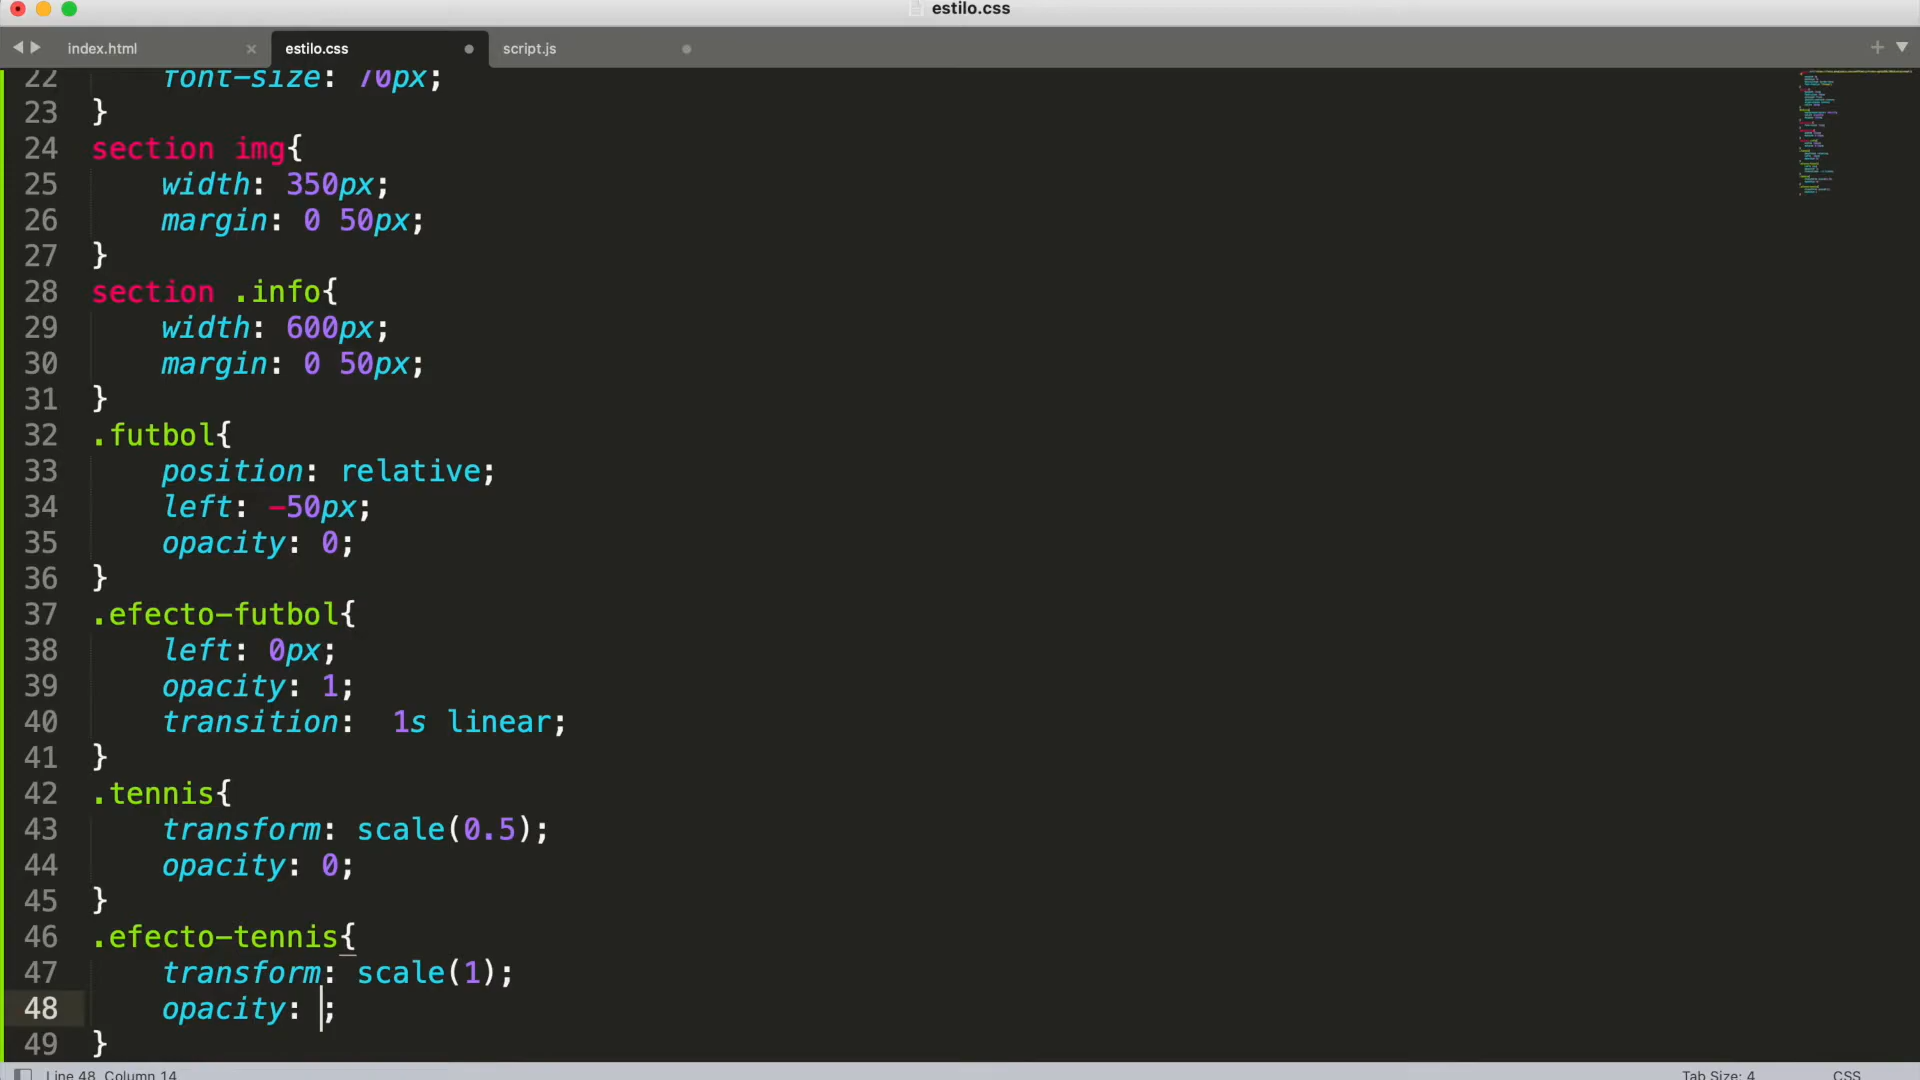 estilo.css
index.html
estilo.css
script.js
22 font-size: 70px;
23 }
24 section img{
25 width: 350px;
26 margin: 0 50px;
27 }
28 section .info{
29 width: 600px;
30 margin: 0 50px;
31 }
32 .futbol{
33 position: relative;
34 left: -50px;
35 opacity: 0;
36 }
37 .efecto-futbol{
38 left: 0px;
39 opacity: 1;
40 transition:  1s linear;
41 }
42 .tennis{
43 transform: scale(0.5);
44 opacity: 0;
45 }
46 .efecto-tennis{
47 transform: scale(1);
48 opacity: ;
49 }
Line 48, Column 14
Tab Size: 4
CSS